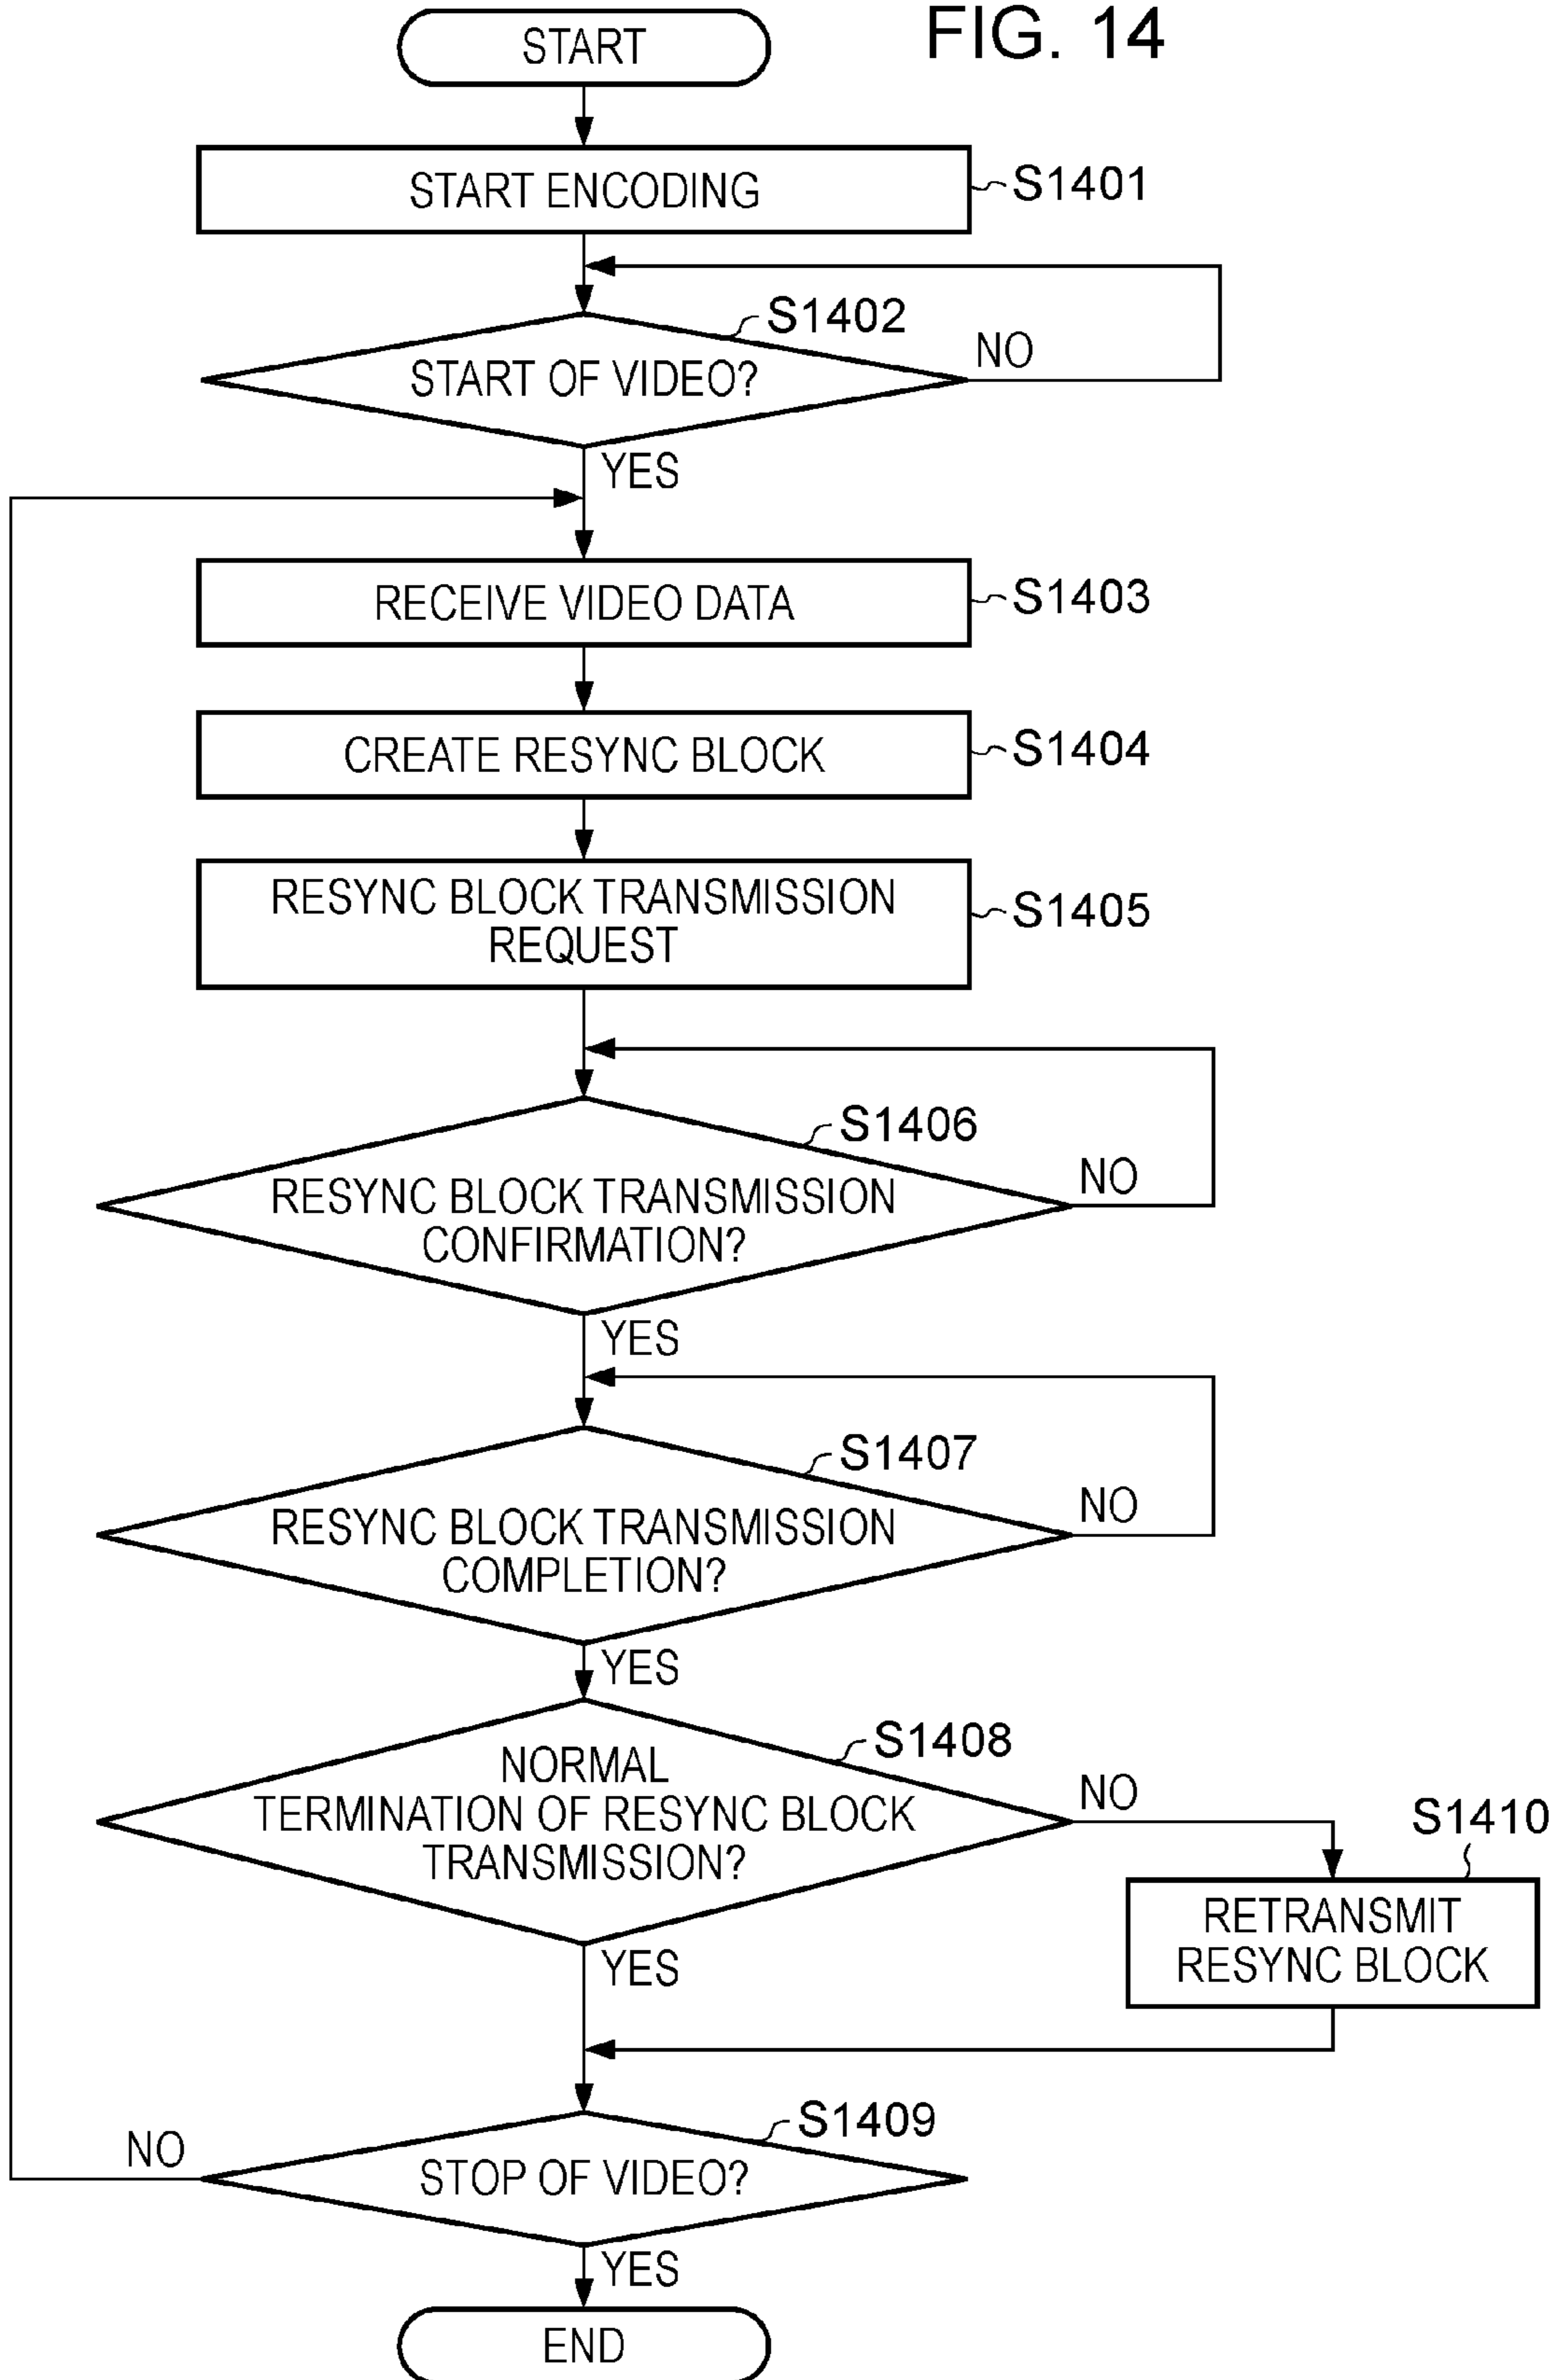 FIG. 14
START
START ENCODING
S1401
S1402
START OF VIDEO?
NO
YES
RECEIVE VIDEO DATA
S1403
CREATE RESYNC BLOCK
S1404
RESYNC BLOCK TRANSMISSION
REQUEST
S1405
S1406
RESYNC BLOCK TRANSMISSION
CONFIRMATION?
NO
YES
S1407
RESYNC BLOCK TRANSMISSION
COMPLETION?
NO
YES
S1408
NORMAL
TERMINATION OF RESYNC BLOCK
TRANSMISSION?
NO
S1410
RETRANSMIT
RESYNC BLOCK
YES
S1409
STOP OF VIDEO?
NO
YES
END